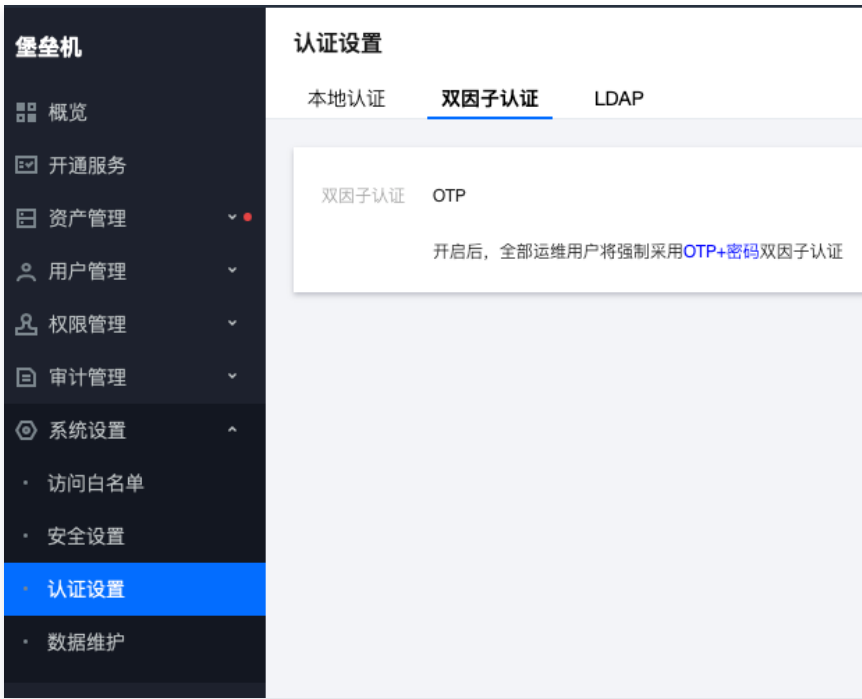 堡垒机
概览
开通服务
资产管理
用户管理
权限管理
审计管理
系统设置
访问白名单
安全设置
认证设置
数据维护
认证设置
本地认证 双因子认证 LDAP
双因子认证 OTP
开启后，全部运维用户将强制采用OTP+密码双因子认证